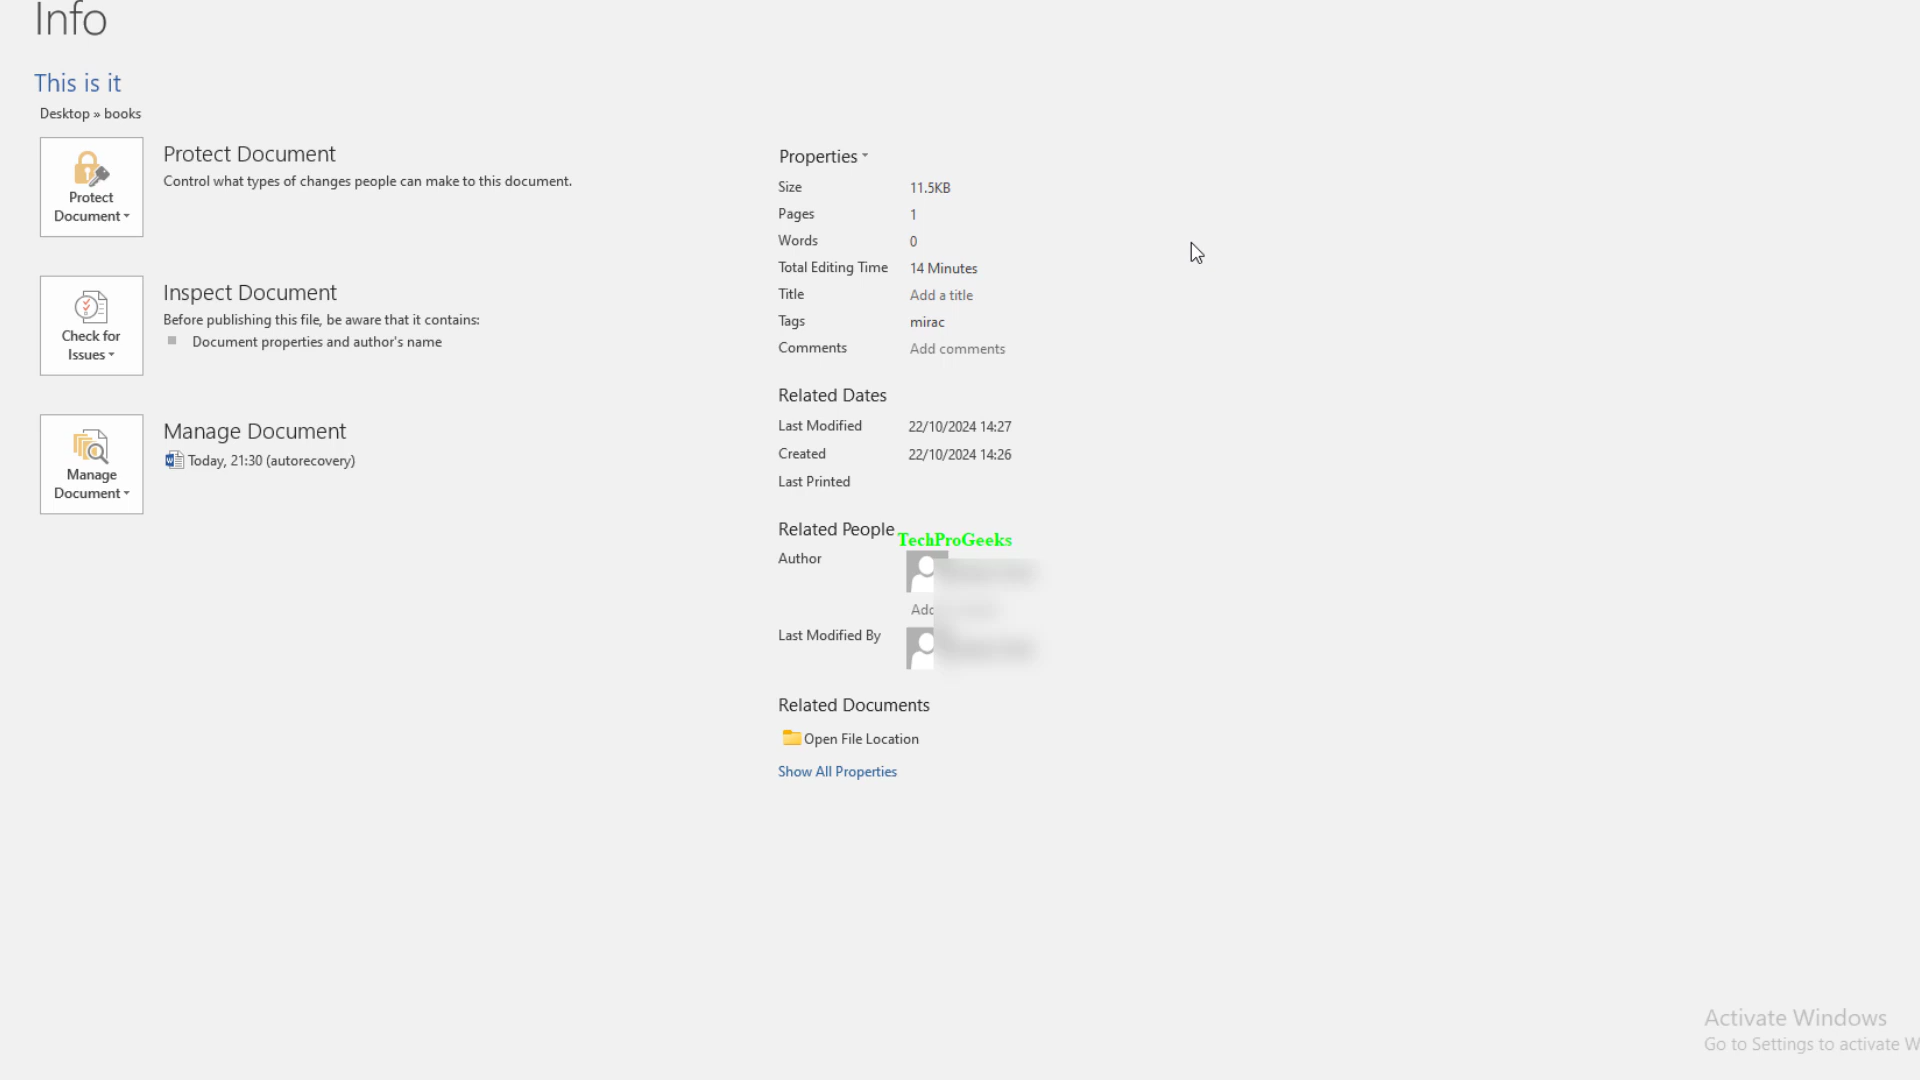 Info
This is it
Desktop » books
Protect Document
Protect Document
Control what types of changes people can make to this document.
Check for Issues
Inspect Document
Before publishing this file, be aware that it contains:
Document properties and author's name
Manage Document
Manage Document
Today, 21:30 (autorecovery)
Properties
Size 11.5KB
Pages 1
Words 0
Total Editing Time 14 Minutes
Title Add a title
Tags mirac
Comments Add comments
Related Dates
Last Modified 22/10/2024 14:27
Created 22/10/2024 14:26
Last Printed
Related People
TechProGeeks
Author
Last Modified By
Related Documents
Open File Location
Show All Properties
Activate Windows
Go to Settings to activate W